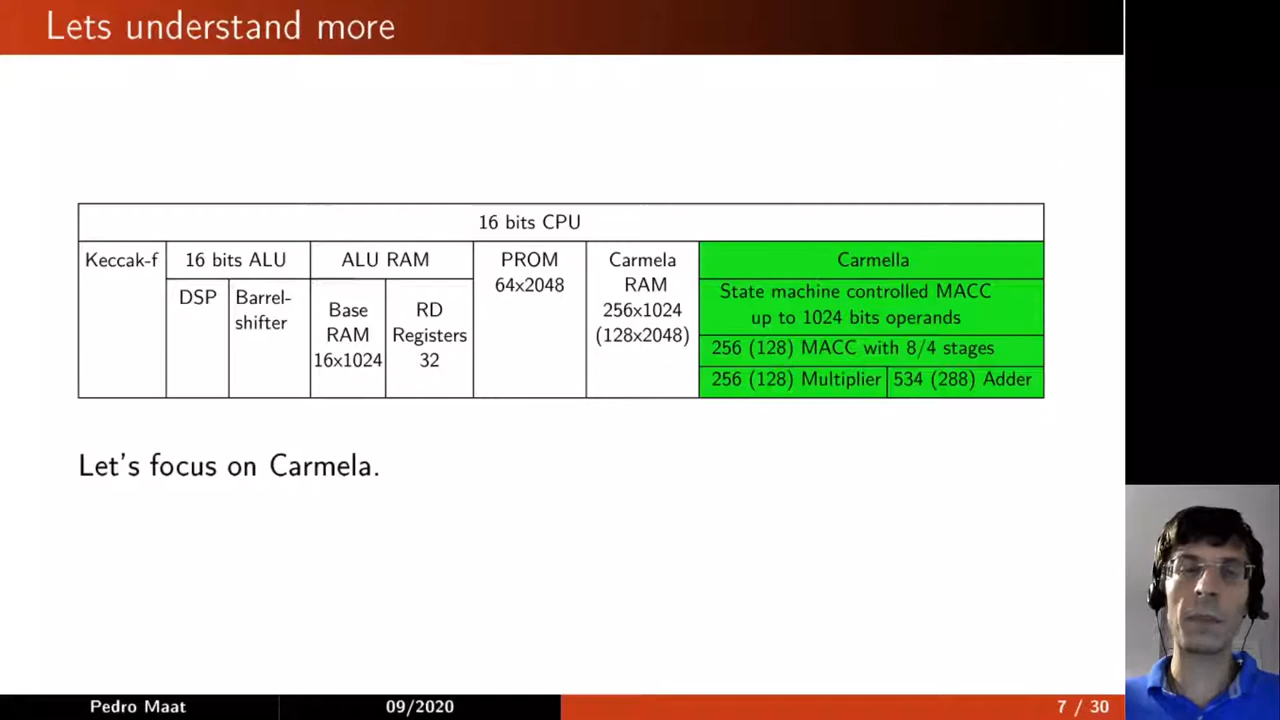 Lets understand more
16 bits CPU
Keccak-f
16 bits ALU
DSP
Barrel-
shifter
ALU RAM
Base
RAM
16x1024
RD
Registers
32
PROM
64x2048
Carmela
RAM
256x1024
(128x2048)
Carmella
State machine controlled MACC
up to 1024 bits operands
256 (128) MACC with 8/4 stages
256 (128) Multiplier
534 (288) Adder
Let's focus on Carmela.
Pedro Maat
09/2020
7 / 30